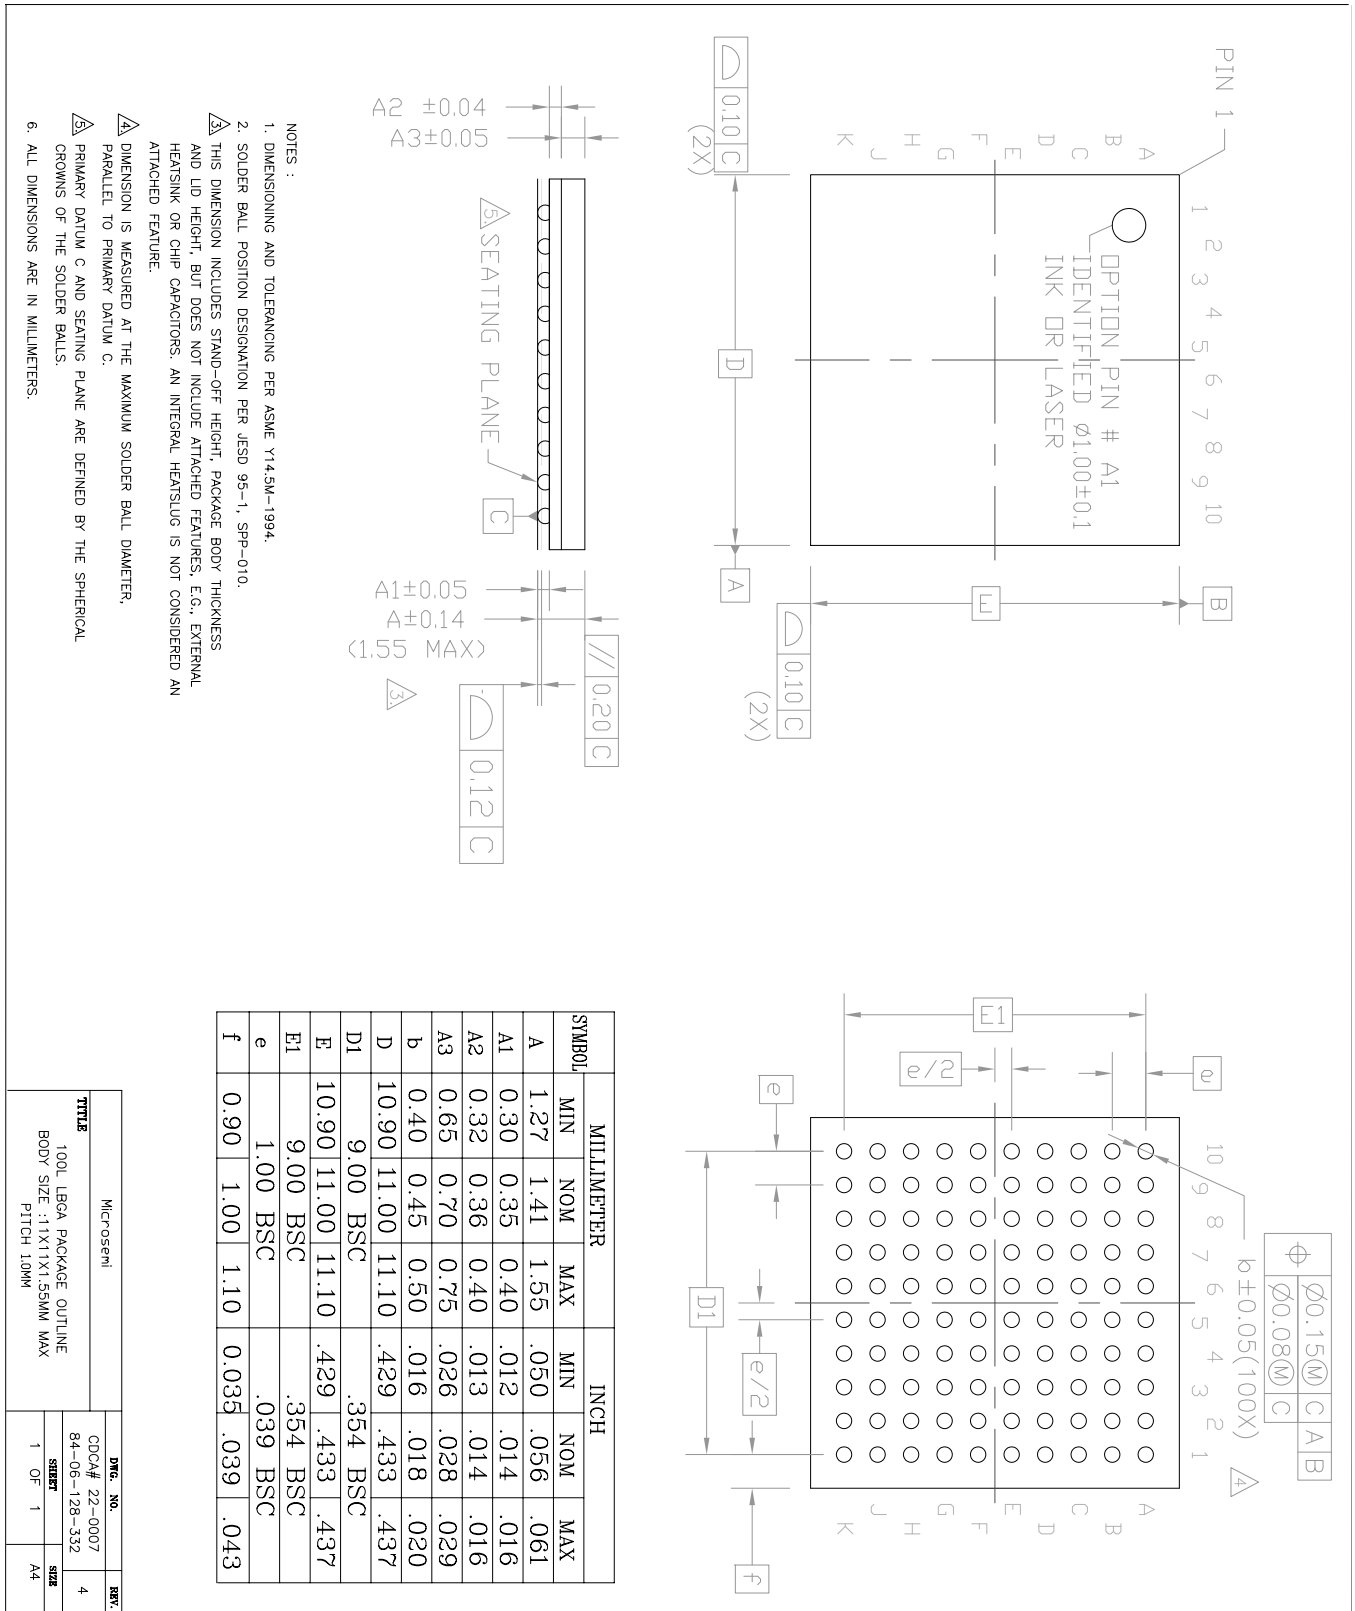 PIN 1
A B C D E F G H J K
1 2 3 4 5 6 7 8 9 10
OPTION PIN # A1
IDENTIFIED Ø1.00±0.1
INK OR LASER
0.10 C
(2X)
D
A
E
B
0.10 C
(2X)
Ø0.15Ⓜ C A B
Ø0.08Ⓜ C
b±0.05(100X)
4
10 9 8 7 6 5 4 3 2 1
A B C D E F G H J K
e
E1
e/2
e
D1
e/2
f
A2 ±0.04
A3±0.05
5. SEATING PLANE
C
A1±0.05
A±0.14
(1.55 MAX)
3.
// 0.20 C
0.12 C
NOTES :
1. DIMENSIONING AND TOLERANCING PER ASME Y14.5M-1994.
2. SOLDER BALL POSITION DESIGNATION PER JESD 95-1, SPP-010.
3. THIS DIMENSION INCLUDES STAND-OFF HEIGHT, PACKAGE BODY THICKNESS
AND LID HEIGHT, BUT DOES NOT INCLUDE ATTACHED FEATURES, E.G., EXTERNAL
HEATSINK OR CHIP CAPACITORS. AN INTEGRAL HEATSLUG IS NOT CONSIDERED AN
ATTACHED FEATURE.
4. DIMENSION IS MEASURED AT THE MAXIMUM SOLDER BALL DIAMETER,
PARALLEL TO PRIMARY DATUM C.
5. PRIMARY DATUM C AND SEATING PLANE ARE DEFINED BY THE SPHERICAL
CROWNS OF THE SOLDER BALLS.
6. ALL DIMENSIONS ARE IN MILLIMETERS.
SYMBOL MILLIMETER INCH
MIN NOM MAX MIN NOM MAX
A 1.27 1.41 1.55 .050 .056 .061
A1 0.30 0.35 0.40 .012 .014 .016
A2 0.32 0.36 0.40 .013 .014 .016
A3 0.65 0.70 0.75 .026 .028 .029
b 0.40 0.45 0.50 .016 .018 .020
D 10.90 11.00 11.10 .429 .433 .437
D1 9.00 BSC .354 BSC
E 10.90 11.00 11.10 .429 .433 .437
E1 9.00 BSC .354 BSC
e 1.00 BSC .039 BSC
f 0.90 1.00 1.10 0.035 .039 .043
Microsemi
TITLE
100L LBGA PACKAGE OUTLINE
BODY SIZE :11X11X1.55MM MAX
PITCH 1.0MM
DWG. NO. REV.
CDCA# 22-0007
84-06-128-332 4
SHEET SIZE
1 OF 1 A4